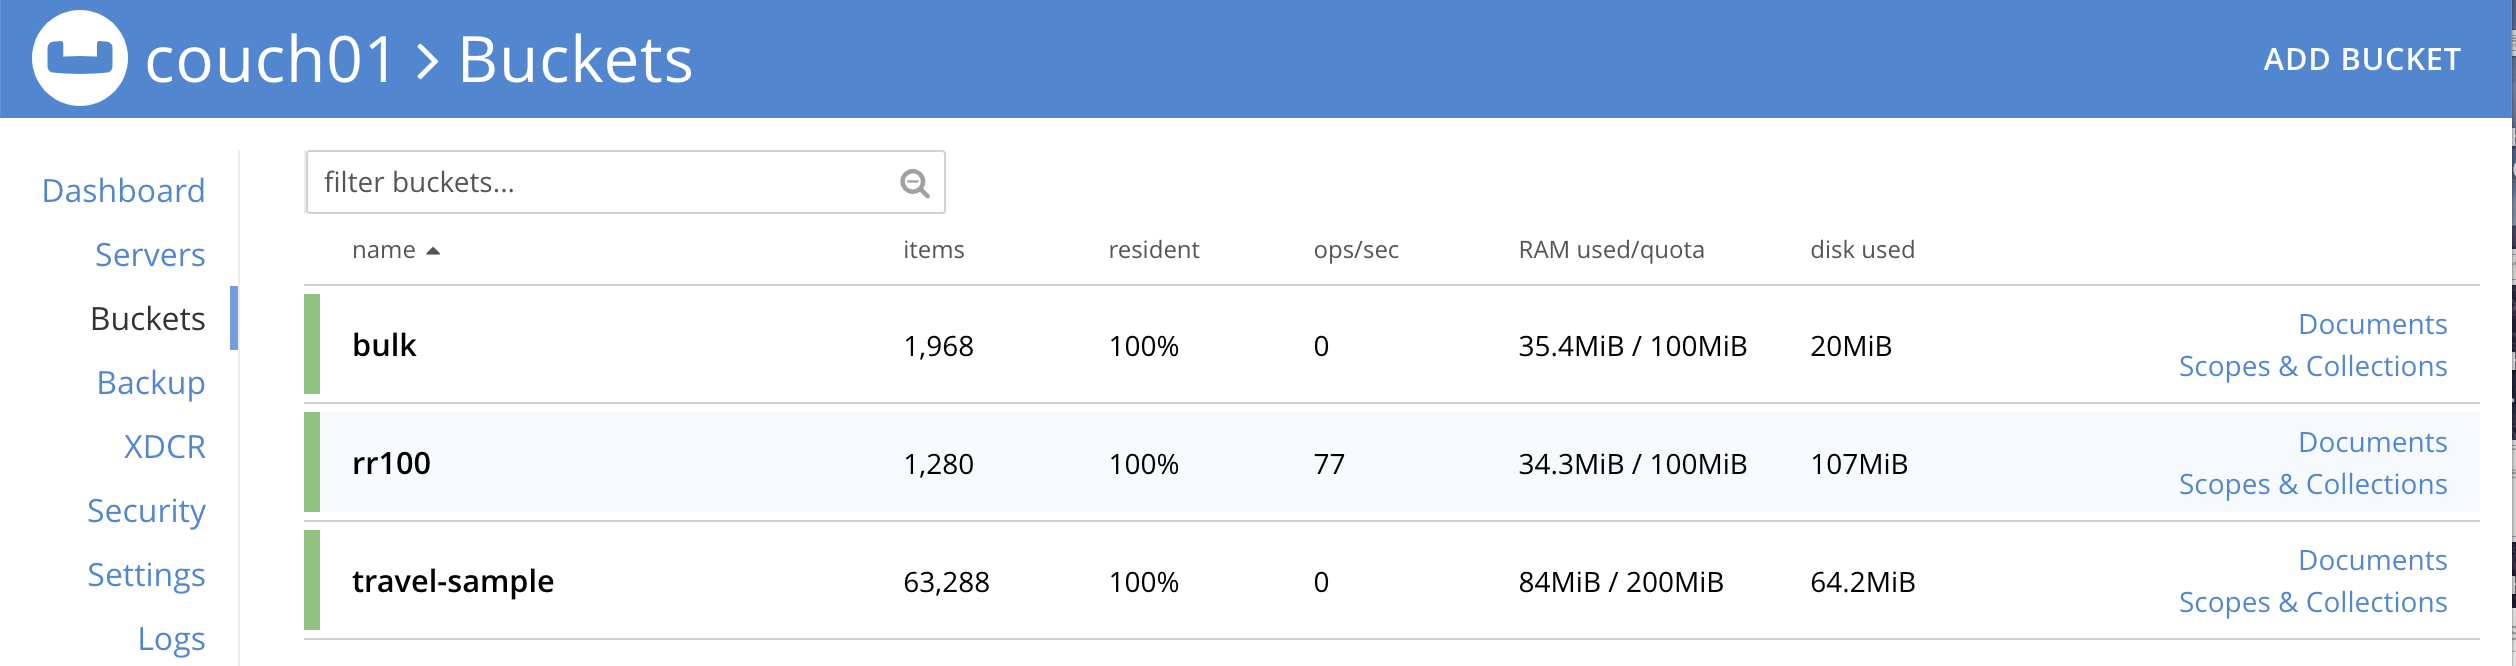 couch01 > Buckets
ADD BUCKET
Dashboard
Servers
Buckets
Backup
XDCR
Security
Settings
Logs
filter buckets...
name items resident ops/sec RAM used/quota disk used
bulk 1,968 100% 0 35.4MiB / 100MiB 20MiB
Documents
Scopes & Collections
rr100 1,280 100% 77 34.3MiB / 100MiB 107MiB
Documents
Scopes & Collections
travel-sample 63,288 100% 0 84MiB / 200MiB 64.2MiB
Documents
Scopes & Collections